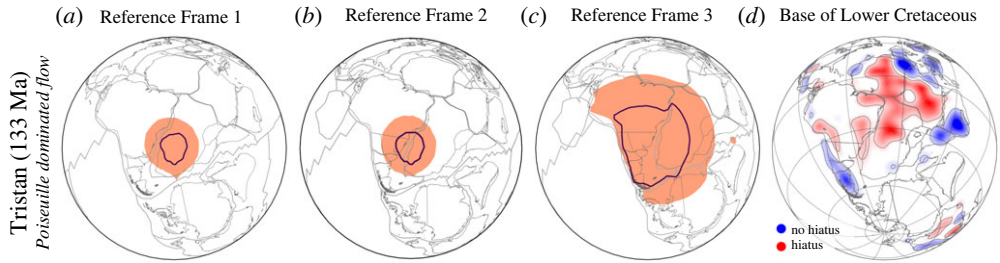 (a) Reference Frame 1
(b) Reference Frame 2
(c) Reference Frame 3
(d) Base of Lower Cretaceous
Tristan (133 Ma)
Poiseuille dominated flow
no hiatus
hiatus